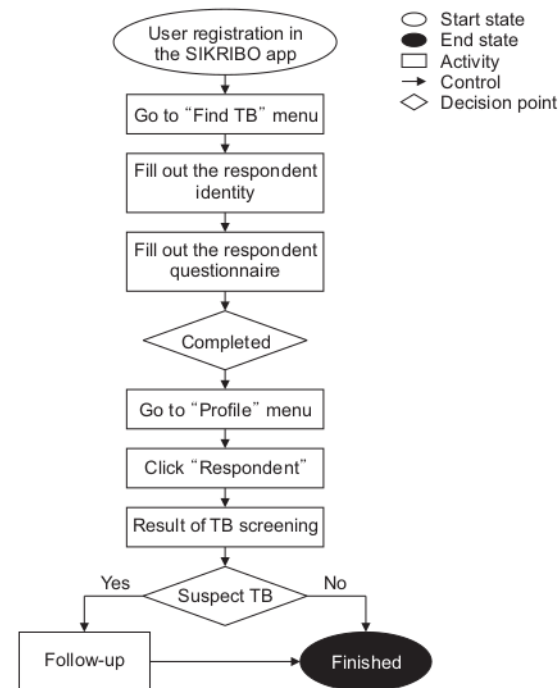 User registration in
the SIKRIBO app
Go to “Find TB” menu
Fill out the respondent
identity
Fill out the respondent
questionnaire
Completed
Go to “Profile” menu
Click “Respondent”
Result of TB screening
Yes
Suspect TB
No
Follow-up
Finished
Start state
End state
Activity
Control
Decision point